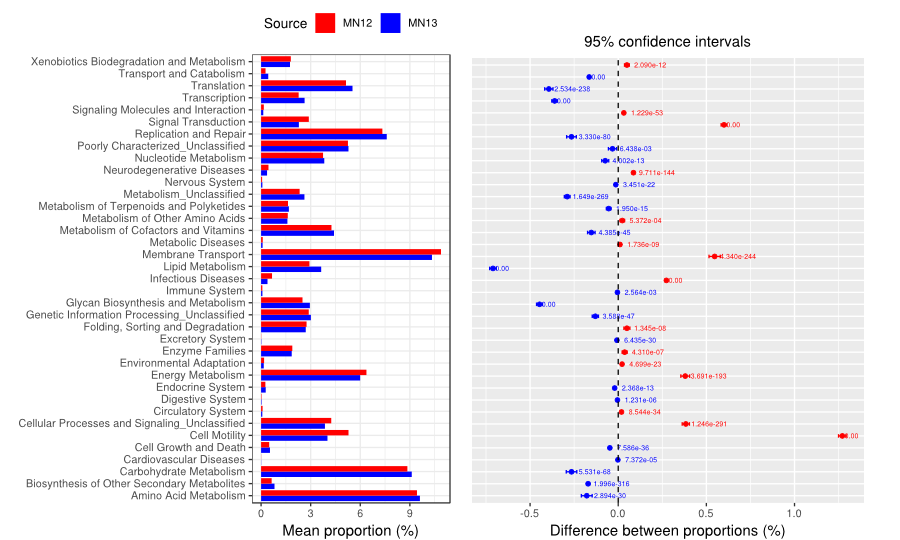 Source MN12 MN13
95% confidence intervals
Xenobiotics Biodegradation and Metabolism 2.090e-12
Transport and Catabolism 0.00
Translation 2.534e-238
Transcription 0.00
Signaling Molecules and Interaction 1.229e-53
Signal Transduction 0.00
Replication and Repair 3.330e-80
Poorly Characterized_Unclassified 6.438e-03
Nucleotide Metabolism 4.002e-13
Neurodegenerative Diseases 9.711e-144
Nervous System 3.451e-22
Metabolism_Unclassified 1.649e-269
Metabolism of Terpenoids and Polyketides 1.950e-15
Metabolism of Other Amino Acids 5.372e-04
Metabolism of Cofactors and Vitamins 4.385e-45
Metabolic Diseases 1.736e-09
Membrane Transport 4.340e-244
Lipid Metabolism 0.00
Infectious Diseases 0.00
Immune System 2.564e-03
Glycan Biosynthesis and Metabolism 0.00
Genetic Information Processing_Unclassified
Folding, Sorting and Degradation 1.345e-08
Excretory System 6.435e-30
Enzyme Families 4.310e-07
Environmental Adaptation 4.699e-23
Energy Metabolism 3.691e-193
Endocrine System 2.368e-13
Digestive System 1.231e-06
Circulatory System 8.544e-34
Cellular Processes and Signaling_Unclassified 1.246e-291
Cell Motility 0.00
Cell Growth and Death 7.586e-36
Cardiovascular Diseases 7.372e-05
Carbohydrate Metabolism 5.531e-68
Biosynthesis of Other Secondary Metabolites 1.996e-316
Amino Acid Metabolism 2.894e-30
0 3 6 9 -0.5 0.0 0.5 1.0
Mean proportion (%) Difference between proportions (%)